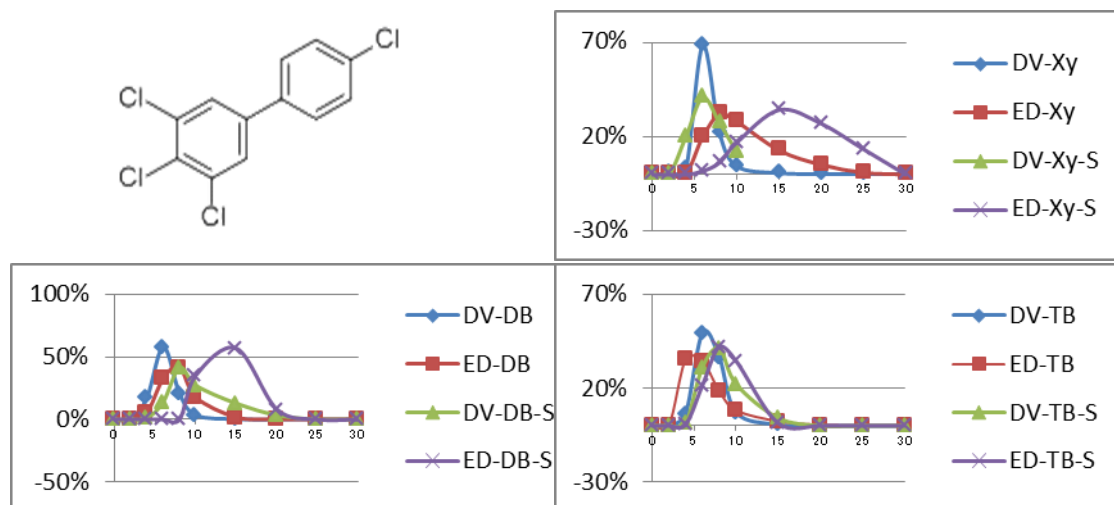 Cl
Cl
Cl
Cl
70%
20%
-30%
0 5 10 15 20 25 30
DV-Xy
ED-Xy
DV-Xy-S
ED-Xy-S
100%
50%
0%
-50%
0 5 10 15 20 25 30
DV-DB
ED-DB
DV-DB-S
ED-DB-S
70%
20%
-30%
0 5 10 15 20 25 30
DV-TB
ED-TB
DV-TB-S
ED-TB-S